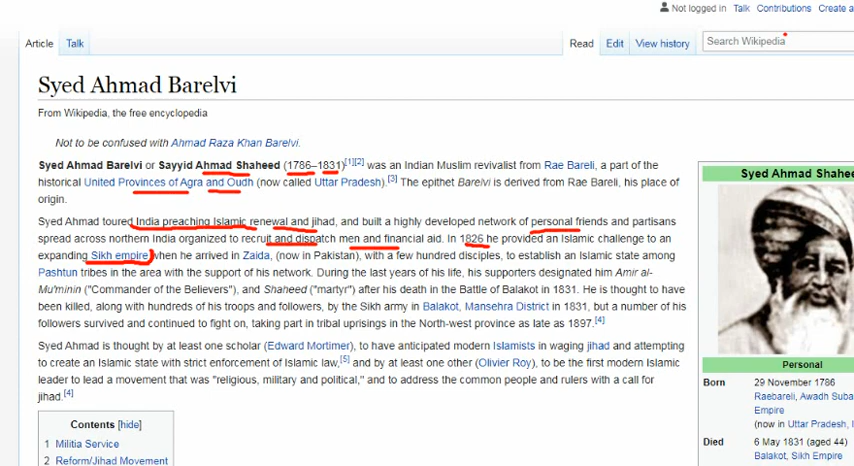 Not logged in Talk Contributions Create a
Article Talk Read Edit View history Search Wikipedia
Syed Ahmad Barelvi
From Wikipedia, the free encyclopedia
Not to be confused with Ahmad Raza Khan Barelvi.
Syed Ahmad Barelvi or Sayyid Ahmad Shaheed (1786–1831)[1][2] was an Indian Muslim revivalist from Rae Bareli, a part of the
historical United Provinces of Agra and Oudh (now called Uttar Pradesh).[3] The epithet Barelvi is derived from Rae Bareli, his place of
origin.
Syed Ahmad toured India preaching Islamic renewal and jihad, and built a highly developed network of personal friends and partisans
spread across northern India organized to recruit and dispatch men and financial aid. In 1826 he provided an Islamic challenge to an
expanding Sikh empire when he arrived in Zaida, (now in Pakistan), with a few hundred disciples, to establish an Islamic state among
Pashtun tribes in the area with the support of his network. During the last years of his life, his supporters designated him Amir al-
Mu'minin ("Commander of the Believers"), and Shaheed ("martyr") after his death in the Battle of Balakot in 1831. He is thought to have
been killed, along with hundreds of his troops and followers, by the Sikh army in Balakot, Mansehra District in 1831, but a number of his
followers survived and continued to fight on, taking part in tribal uprisings in the North-west province as late as 1897.[4]
Syed Ahmad is thought by at least one scholar (Edward Mortimer), to have anticipated modern Islamists in waging jihad and attempting
to create an Islamic state with strict enforcement of Islamic law,[5] and by at least one other (Olivier Roy), to be the first modern Islamic
leader to lead a movement that was "religious, military and political," and to address the common people and rulers with a call for
jihad.[4]
Contents [hide]
1 Militia Service
2 Reform/Jihad Movement
Syed Ahmad Shahee
Personal
Born 29 November 1786
Raebareli, Awadh Suba
Empire
(now in Uttar Pradesh, I
Died 6 May 1831 (aged 44)
Balakot, Sikh Empire